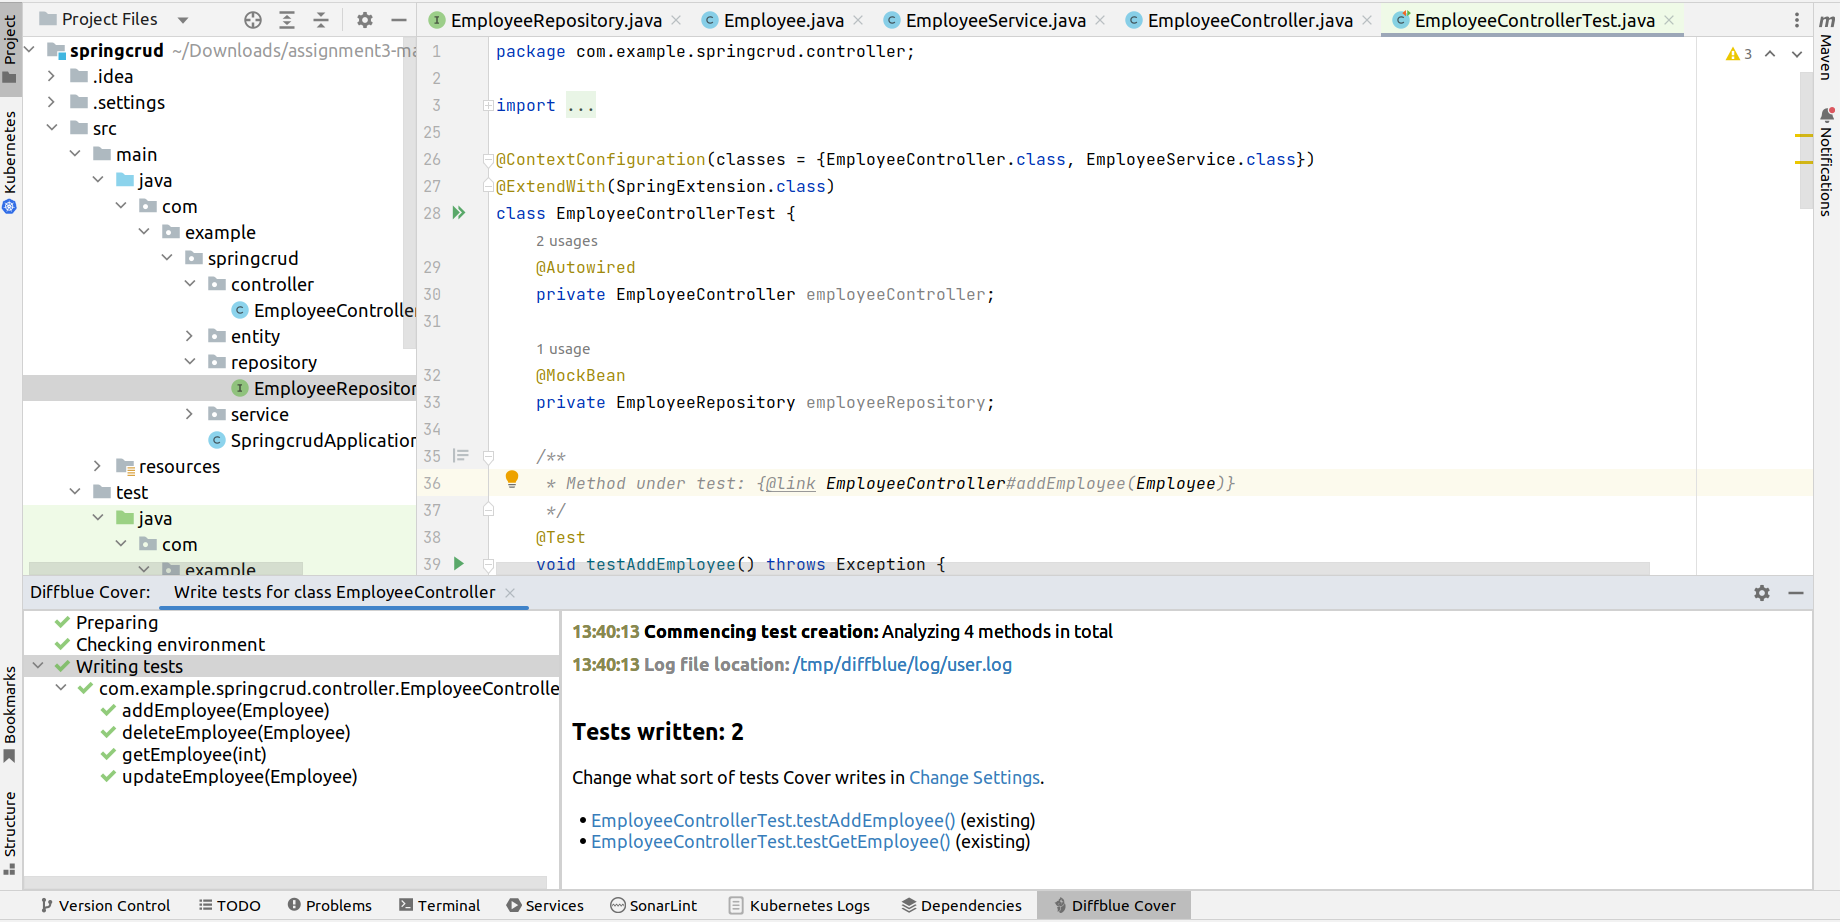 Project Files
EmployeeRepository.java
Employee.java
EmployeeService.java
EmployeeController.java
EmployeeControllerTest.java
Project
Kubernetes
Bookmarks
Structure
springcrud ~/Downloads/assignment3-ma
.idea
.settings
src
main
java
com
example
springcrud
controller
EmployeeController
entity
repository
EmployeeRepositor
service
SpringcrudApplication
resources
test
java
com
example
3
1 package com.example.springcrud.controller;
2
3 import ...
25
26 @ContextConfiguration(classes = {EmployeeController.class, EmployeeService.class})
27 @ExtendWith(SpringExtension.class)
28 class EmployeeControllerTest {
2 usages
29 @Autowired
30 private EmployeeController employeeController;
31
1 usage
32 @MockBean
33 private EmployeeRepository employeeRepository;
34
35 /**
36 * Method under test: {@link EmployeeController#addEmployee(Employee)}
37 */
38 @Test
39 void testAddEmployee() throws Exception {
m Maven
Notifications
Diffblue Cover:
Write tests for class EmployeeController
Preparing
Checking environment
Writing tests
com.example.springcrud.controller.EmployeeControlle
addEmployee(Employee)
deleteEmployee(Employee)
getEmployee(int)
updateEmployee(Employee)
13:40:13 Commencing test creation: Analyzing 4 methods in total
13:40:13 Log file location: /tmp/diffblue/log/user.log
Tests written: 2
Change what sort of tests Cover writes in Change Settings.
• EmployeeControllerTest.testAddEmployee() (existing)
• EmployeeControllerTest.testGetEmployee() (existing)
Version Control
TODO
Problems
Terminal
Services
SonarLint
Kubernetes Logs
Dependencies
Diffblue Cover